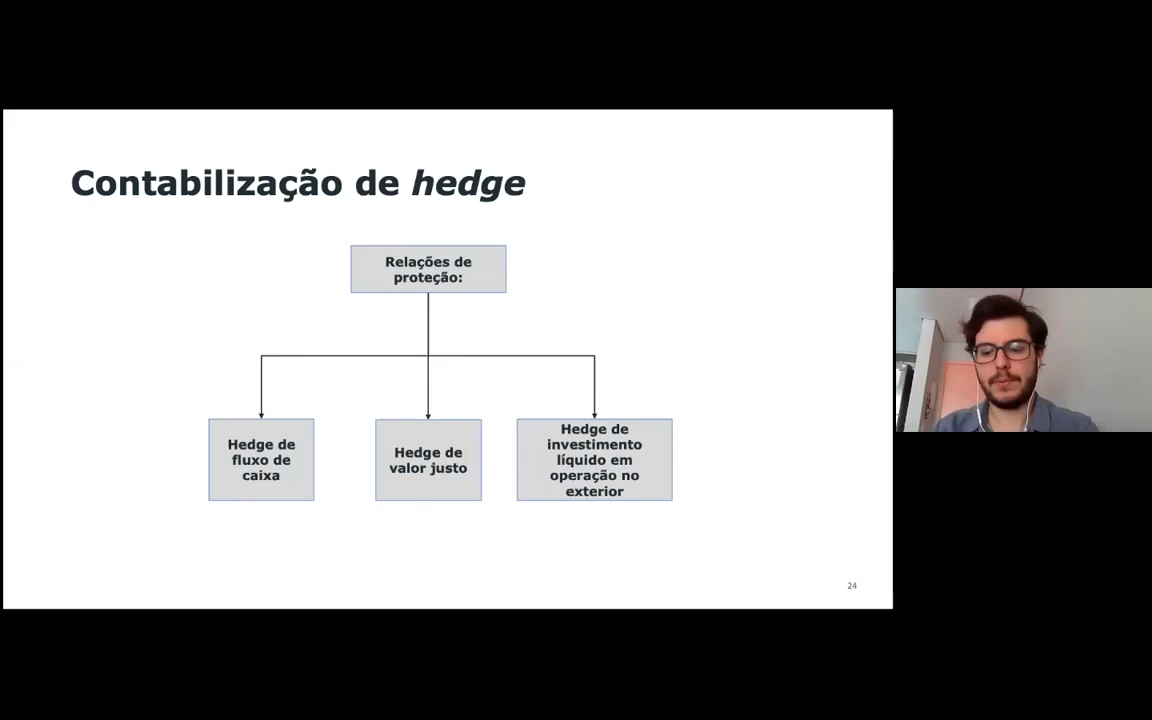 Contabilização de hedge
Relações de
proteção:
Hedge de
fluxo de
caixa
Hedge de
valor justo
Hedge de
investimento
líquido em
operação no
exterior
24